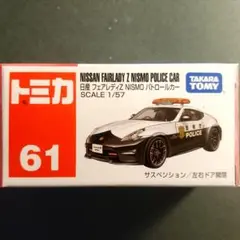 トミカ
NISSAN FAIRLADY Z NISMO POLICE CAR
日産 フェアレディZ NISMO パトロールカー
SCALE 1/57
TAKARA
TOMY
61
POLICE
サスペンション/左右ドア開閉